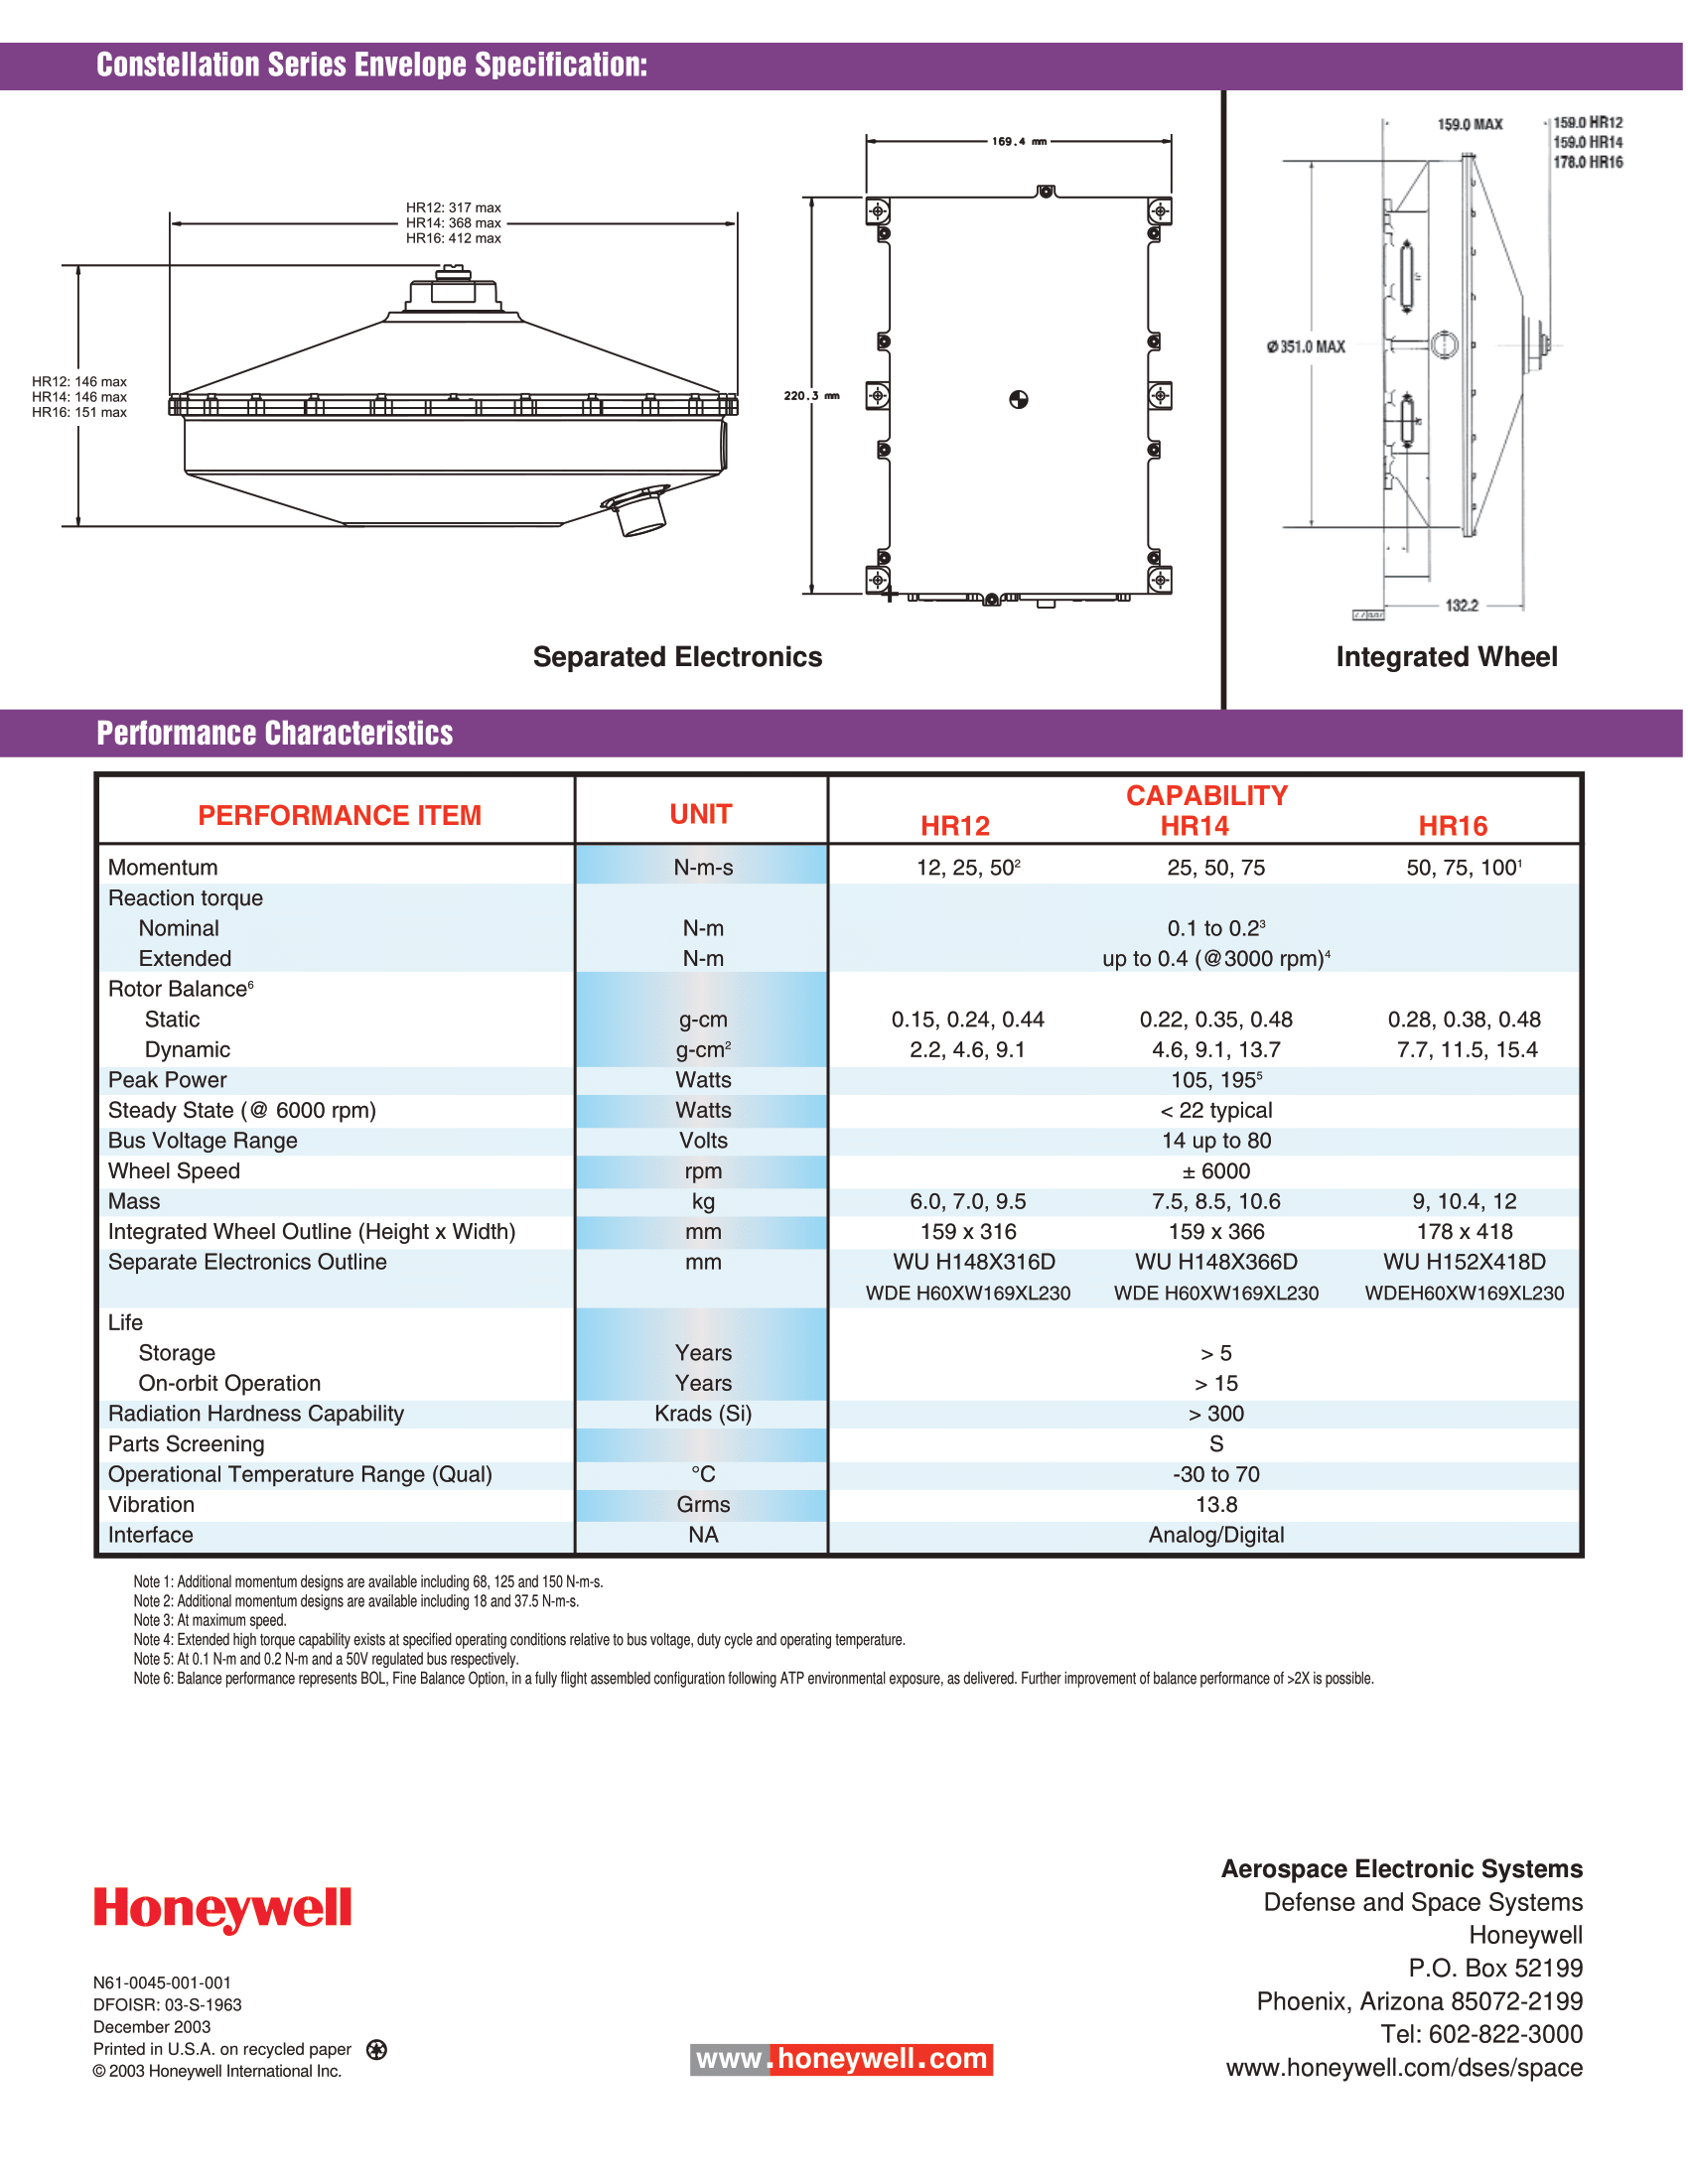 Constellation Series Envelope Specification:
HR12: 317 max
HR14: 368 max
HR16: 412 max
HR12: 146 max
HR14: 146 max
HR16: 151 max
169.4 mm
220.3 mm
159.0 MAX
159.0 HR12
159.0 HR14
178.0 HR16
Ø 351.0 MAX
132.2
Separated Electronics
Integrated Wheel
Performance Characteristics
PERFORMANCE ITEM UNIT CAPABILITY
HR12 HR14 HR16
Momentum N-m-s 12, 25, 50² 25, 50, 75 50, 75, 100¹
Reaction torque
Nominal N-m 0.1 to 0.2³
Extended N-m up to 0.4 (@3000 rpm)⁴
Rotor Balance⁶
Static g-cm 0.15, 0.24, 0.44 0.22, 0.35, 0.48 0.28, 0.38, 0.48
Dynamic g-cm² 2.2, 4.6, 9.1 4.6, 9.1, 13.7 7.7, 11.5, 15.4
Peak Power Watts 105, 195⁵
Steady State (@ 6000 rpm) Watts < 22 typical
Bus Voltage Range Volts 14 up to 80
Wheel Speed rpm ± 6000
Mass kg 6.0, 7.0, 9.5 7.5, 8.5, 10.6 9, 10.4, 12
Integrated Wheel Outline (Height x Width) mm 159 x 316 159 x 366 178 x 418
Separate Electronics Outline mm WU H148X316D WU H148X366D WU H152X418D
WDE H60XW169XL230 WDE H60XW169XL230 WDEH60XW169XL230
Life
Storage Years > 5
On-orbit Operation Years > 15
Radiation Hardness Capability Krads (Si) > 300
Parts Screening S
Operational Temperature Range (Qual) °C -30 to 70
Vibration Grms 13.8
Interface NA Analog/Digital
Note 1: Additional momentum designs are available including 68, 125 and 150 N-m-s.
Note 2: Additional momentum designs are available including 18 and 37.5 N-m-s.
Note 3: At maximum speed.
Note 4: Extended high torque capability exists at specified operating conditions relative to bus voltage, duty cycle and operating temperature.
Note 5: At 0.1 N-m and 0.2 N-m and a 50V regulated bus respectively.
Note 6: Balance performance represents BOL, Fine Balance Option, in a fully flight assembled configuration following ATP environmental exposure, as delivered. Further improvement of balance performance of >2X is possible.
Honeywell
N61-0045-001-001
DFOISR: 03-S-1963
December 2003
Printed in U.S.A. on recycled paper
© 2003 Honeywell International Inc.
www.honeywell.com
Aerospace Electronic Systems
Defense and Space Systems
Honeywell
P.O. Box 52199
Phoenix, Arizona 85072-2199
Tel: 602-822-3000
www.honeywell.com/dses/space